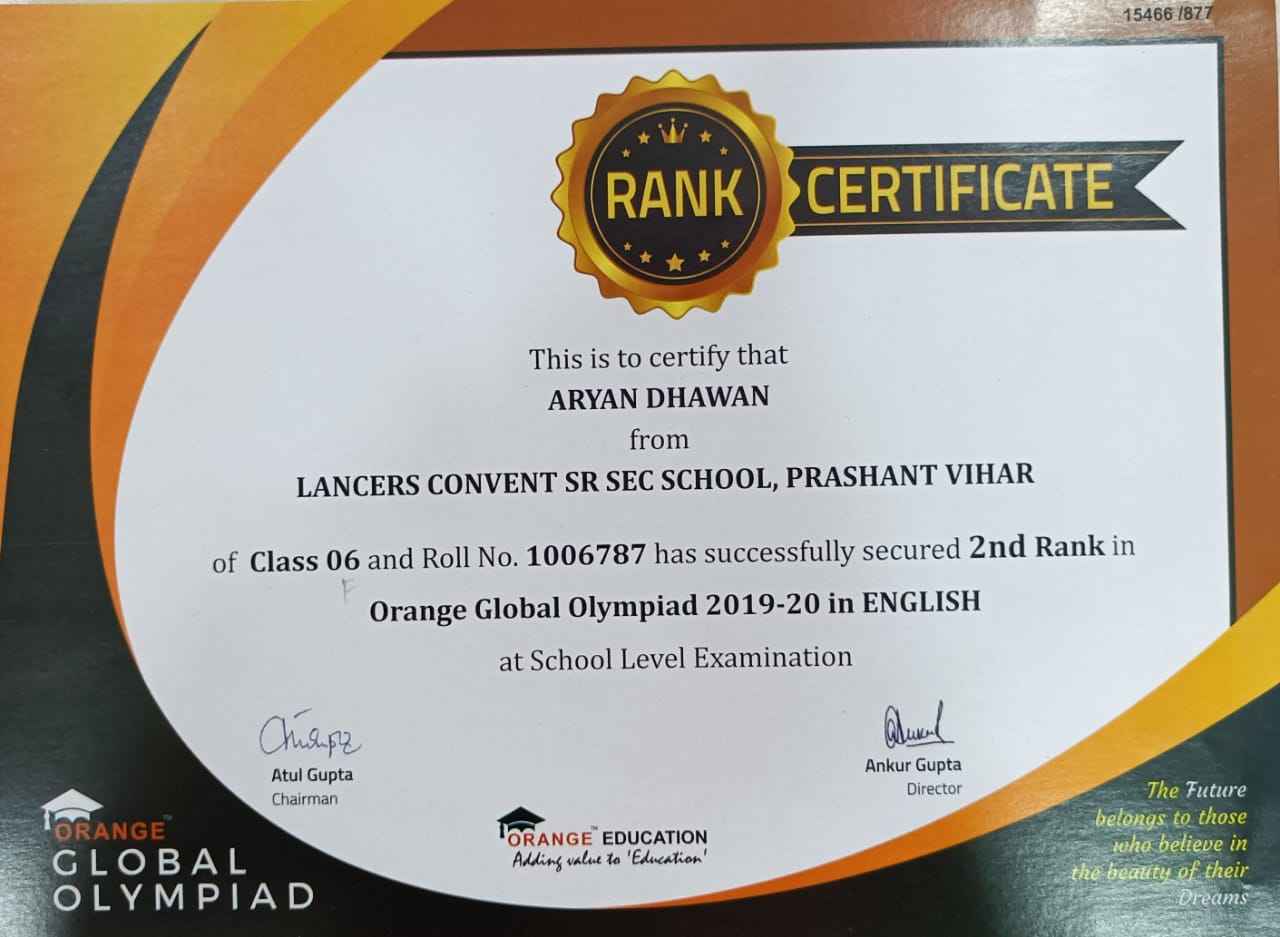 15466 /877
RANK CERTIFICATE
This is to certify that
ARYAN DHAWAN
from
LANCERS CONVENT SR SEC SCHOOL, PRASHANT VIHAR
of Class 06 and Roll No. 1006787 has successfully secured 2nd Rank in
F
Orange Global Olympiad 2019-20 in ENGLISH
at School Level Examination
Atul Gupta
Chairman
Ankur Gupta
Director
ORANGE™
GLOBAL
OLYMPIAD
ORANGE™ EDUCATION
Adding value to 'Education'
The Future
belongs to those
who believe in
the beauty of their
Dreams